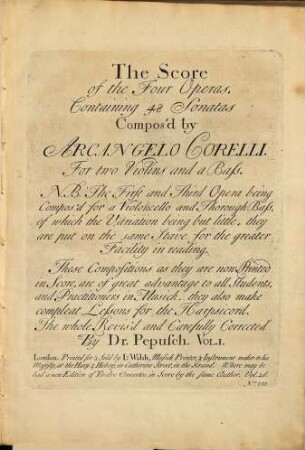 The Score
of the Four Operas,
Containing 48 Sonatas
Compos'd by
ARCANGELO CORELLI.
For two Violins and a Bass.
N.B. The First and Third Opera being
Compos'd for a Violoncello and Thorough Bass,
of which the Variation being but little, they
are put on the same Stave for the greater
Facility in reading.
These Compositions as they are now Printed
in Score, are of great advantage to all Students,
and Practitioners in Musick, they also make
compleat Lessons for the Harpsicord.
The whole Revis'd and Carefully Corrected
By Dr. Pepusch. VOL. I.
London. Printed for & Sold by I: Walsh, Musick Printer, & Instrument maker to his
Majesty, at the Harp & Hoboy, in Catherine Street, in the Strand. Where may be
had a new Edition of Twelve Concertos, in Score by the same Author. Vol. 2d.